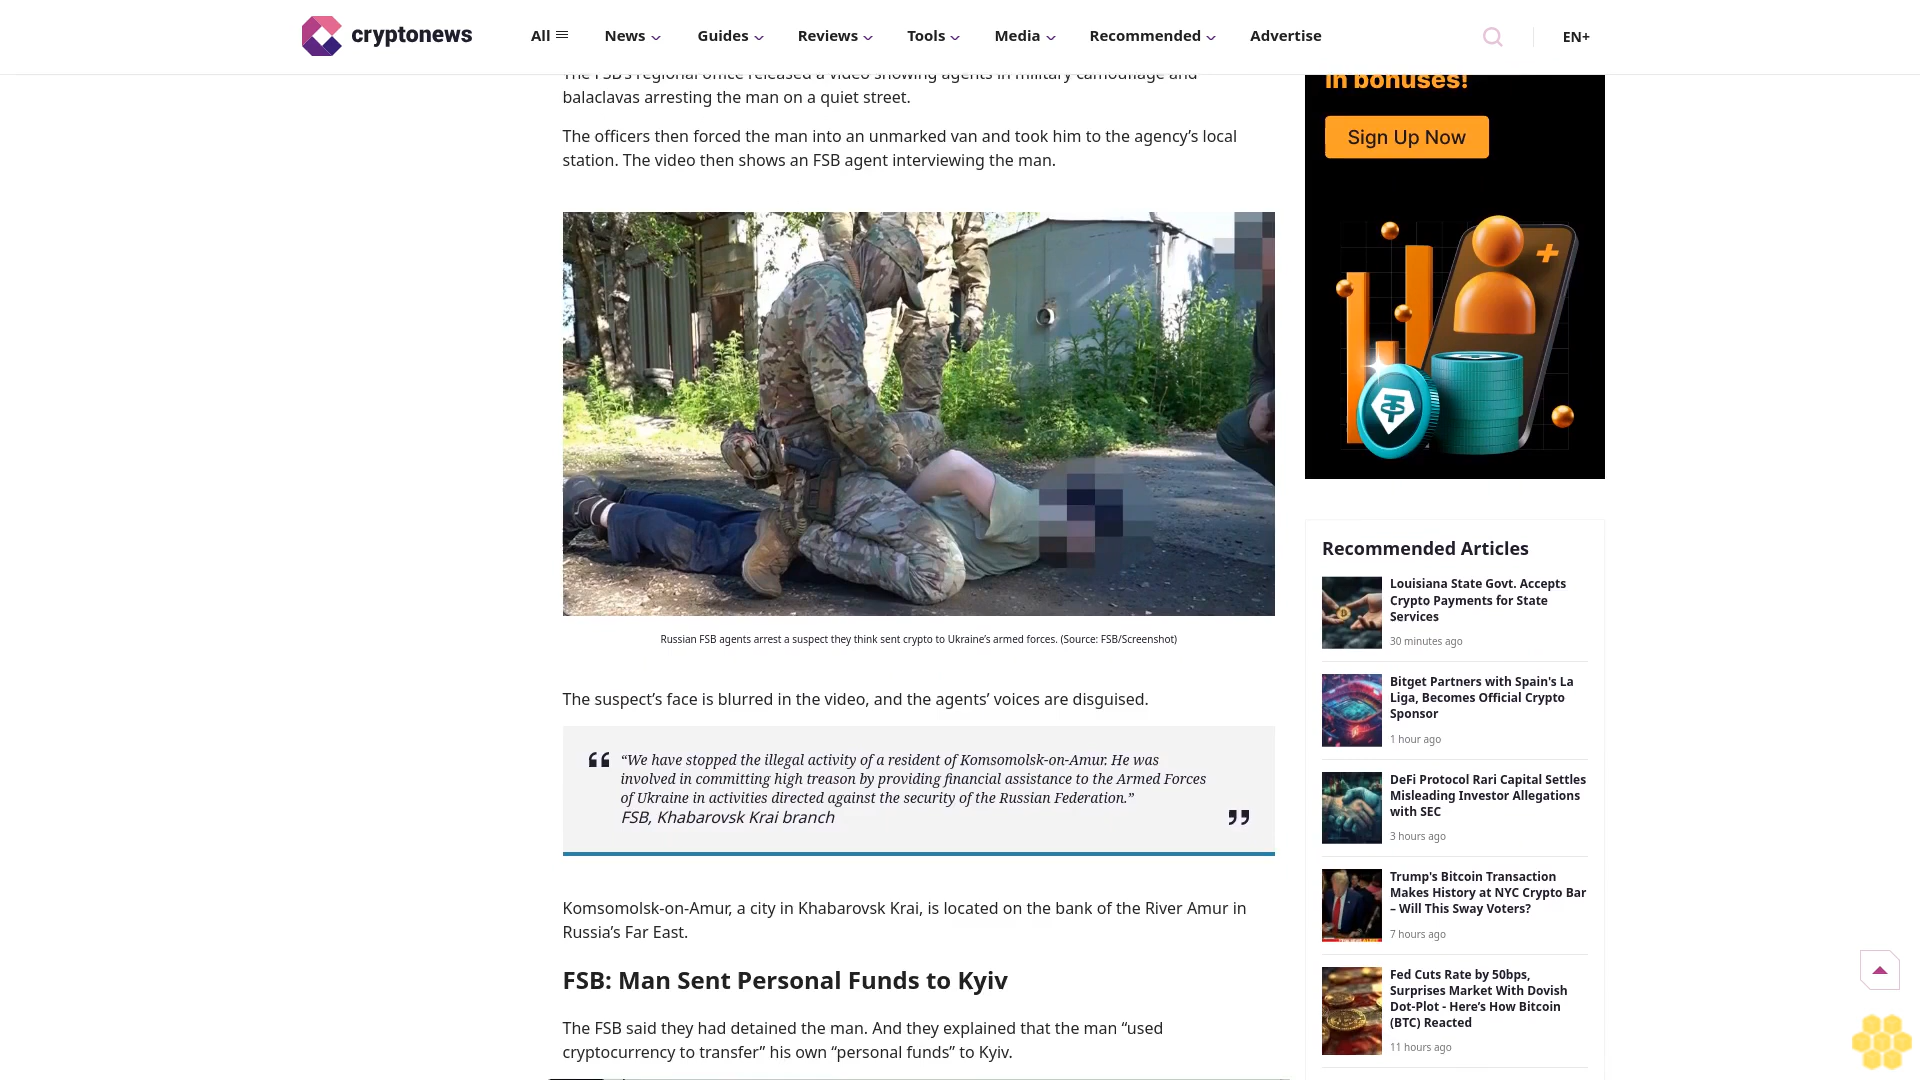 cryptonews
All
News
Guides
Reviews
Tools
Media
Recommended
Advertise
EN+
The FSB’s regional office released a video showing agents in military camouflage and
balaclavas arresting the man on a quiet street.
The officers then forced the man into an unmarked van and took him to the agency’s local
station. The video then shows an FSB agent interviewing the man.
Russian FSB agents arrest a suspect they think sent crypto to Ukraine’s armed forces. (Source: FSB/Screenshot)
The suspect’s face is blurred in the video, and the agents’ voices are disguised.
“We have stopped the illegal activity of a resident of Komsomolsk-on-Amur. He was
involved in committing high treason by providing financial assistance to the Armed Forces
of Ukraine in activities directed against the security of the Russian Federation.”
FSB, Khabarovsk Krai branch
Komsomolsk-on-Amur, a city in Khabarovsk Krai, is located on the bank of the River Amur in
Russia’s Far East.
FSB: Man Sent Personal Funds to Kyiv
The FSB said they had detained the man. And they explained that the man “used
cryptocurrency to transfer” his own “personal funds” to Kyiv.
in bonuses!
Sign Up Now
Recommended Articles
Louisiana State Govt. Accepts
Crypto Payments for State
Services
30 minutes ago
Bitget Partners with Spain's La
Liga, Becomes Official Crypto
Sponsor
1 hour ago
DeFi Protocol Rari Capital Settles
Misleading Investor Allegations
with SEC
3 hours ago
Trump's Bitcoin Transaction
Makes History at NYC Crypto Bar
– Will This Sway Voters?
7 hours ago
Fed Cuts Rate by 50bps,
Surprises Market With Dovish
Dot-Plot - Here’s How Bitcoin
(BTC) Reacted
11 hours ago